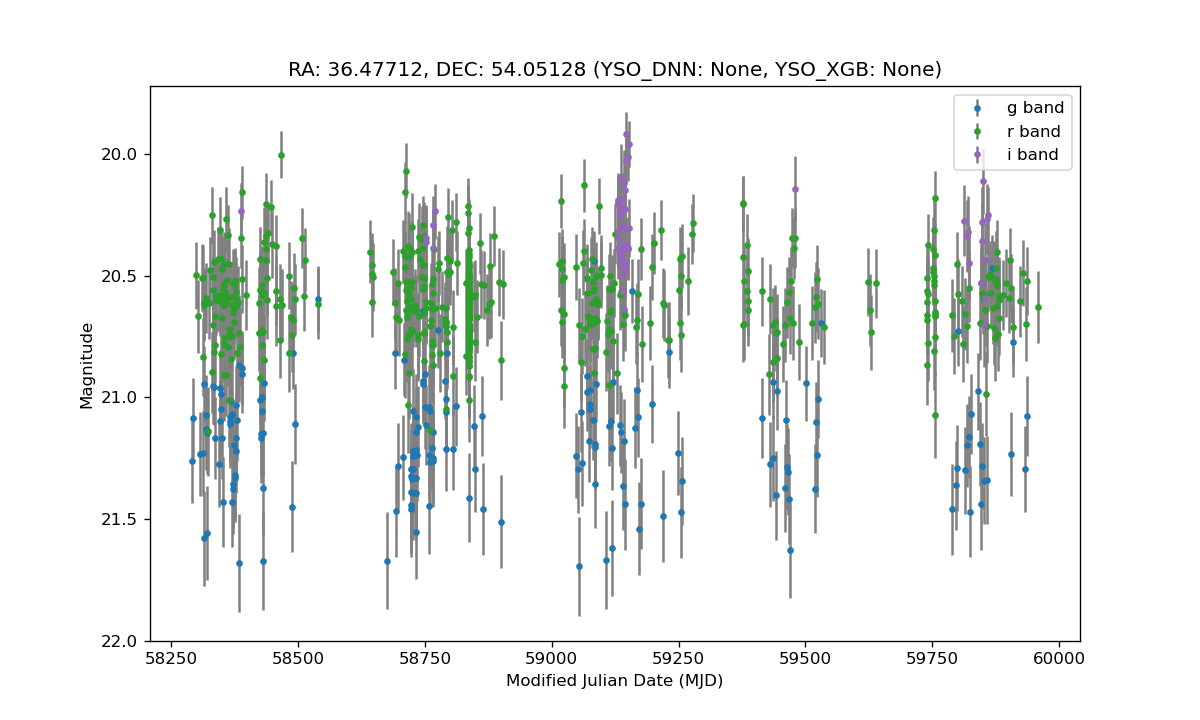 RA: 36.47712, DEC: 54.05128 (YSO_DNN: None, YSO_XGB: None)
g band
r band
i band
20.0
20.5
21.0
21.5
22.0
Magnitude
58250 58500 58750 59000 59250 59500 59750 60000
Modified Julian Date (MJD)